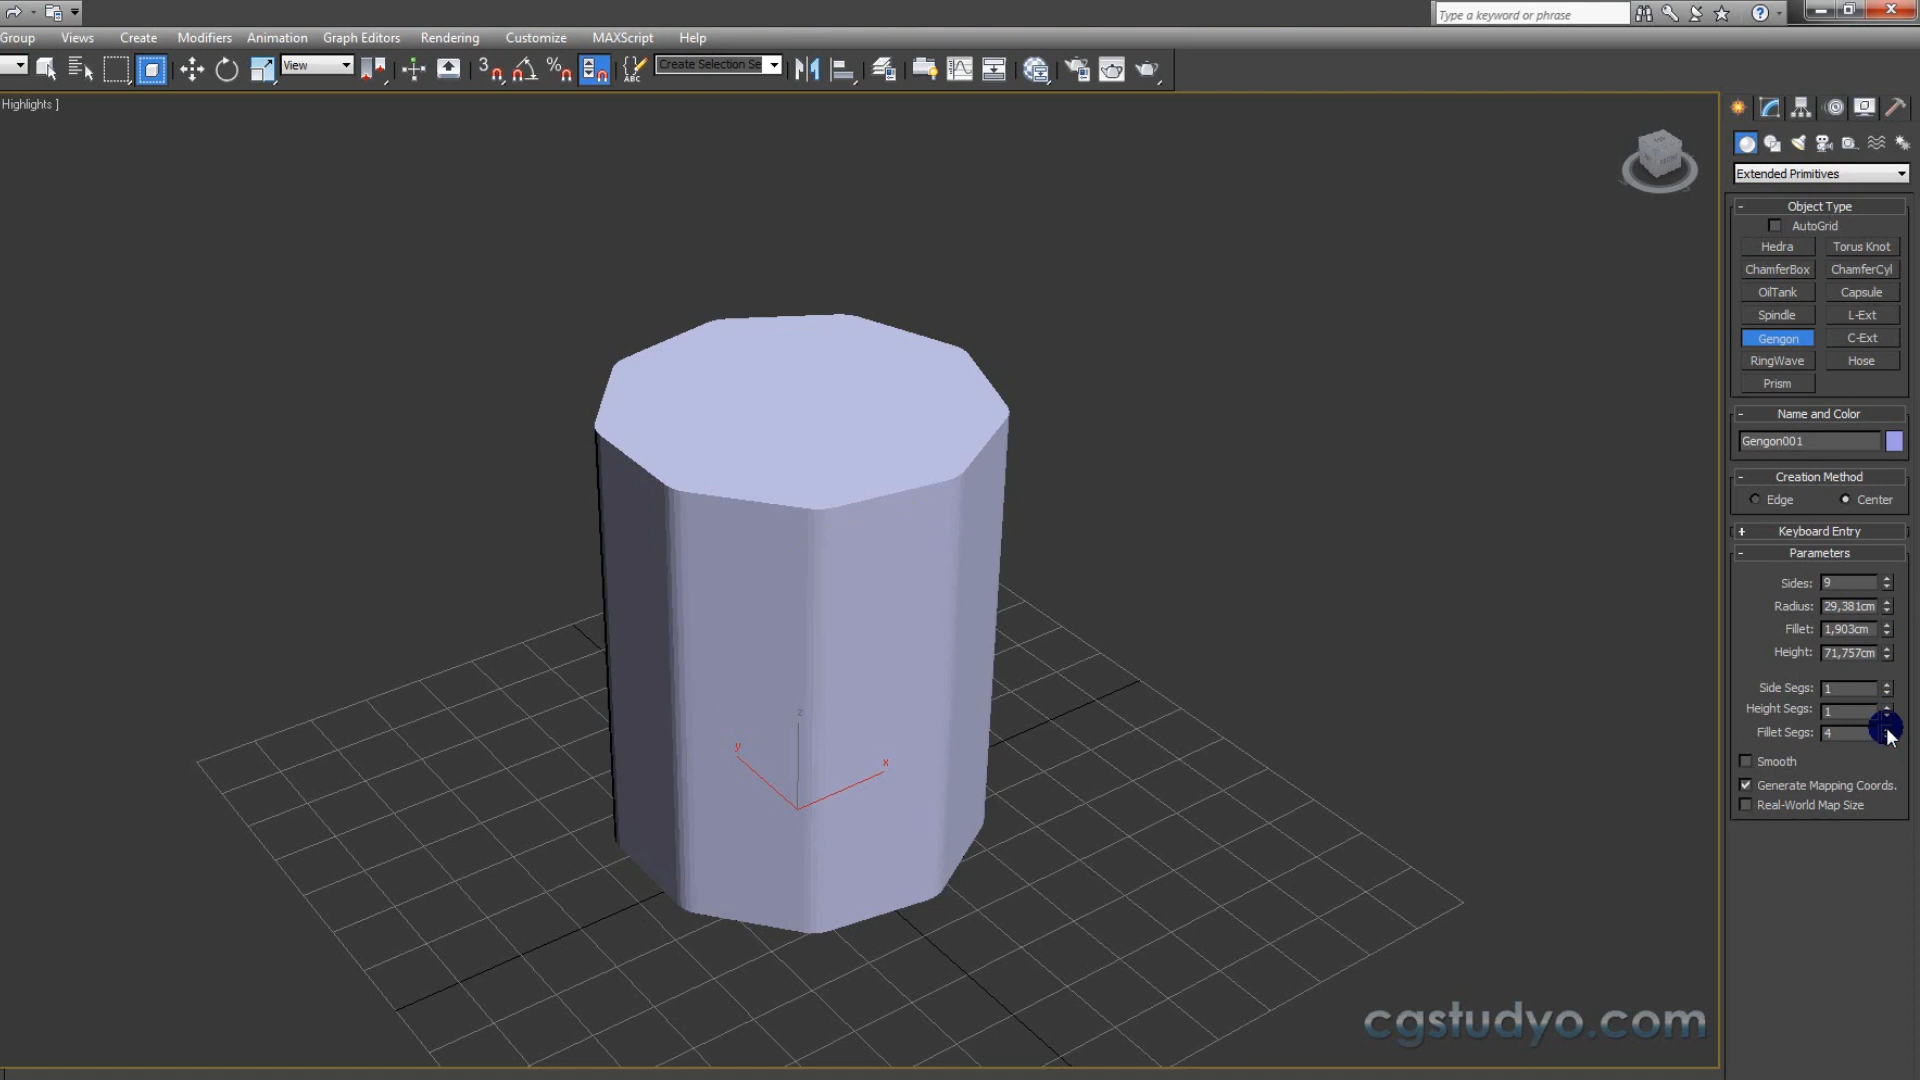 Type a keyword or phrase
Group Views Create Modifiers Animation Graph Editors Rendering Customize MAXScript Help
View
3
%
ABC
Create Selection Se
Highlights ]
Extended Primitives
- Object Type
AutoGrid
Hedra Torus Knot
ChamferBox ChamferCyl
OilTank Capsule
Spindle L-Ext
Gengon C-Ext
RingWave Hose
Prism
- Name and Color
Gengon001
- Creation Method
Edge Center
+ Keyboard Entry
- Parameters
Sides: 9
Radius: 29,381cm
Fillet: 1,903cm
Height: 71,757cm
Side Segs: 1
Height Segs: 1
Fillet Segs: 4
Smooth
Generate Mapping Coords.
Real-World Map Size
z
y
x
cgstudyo.com